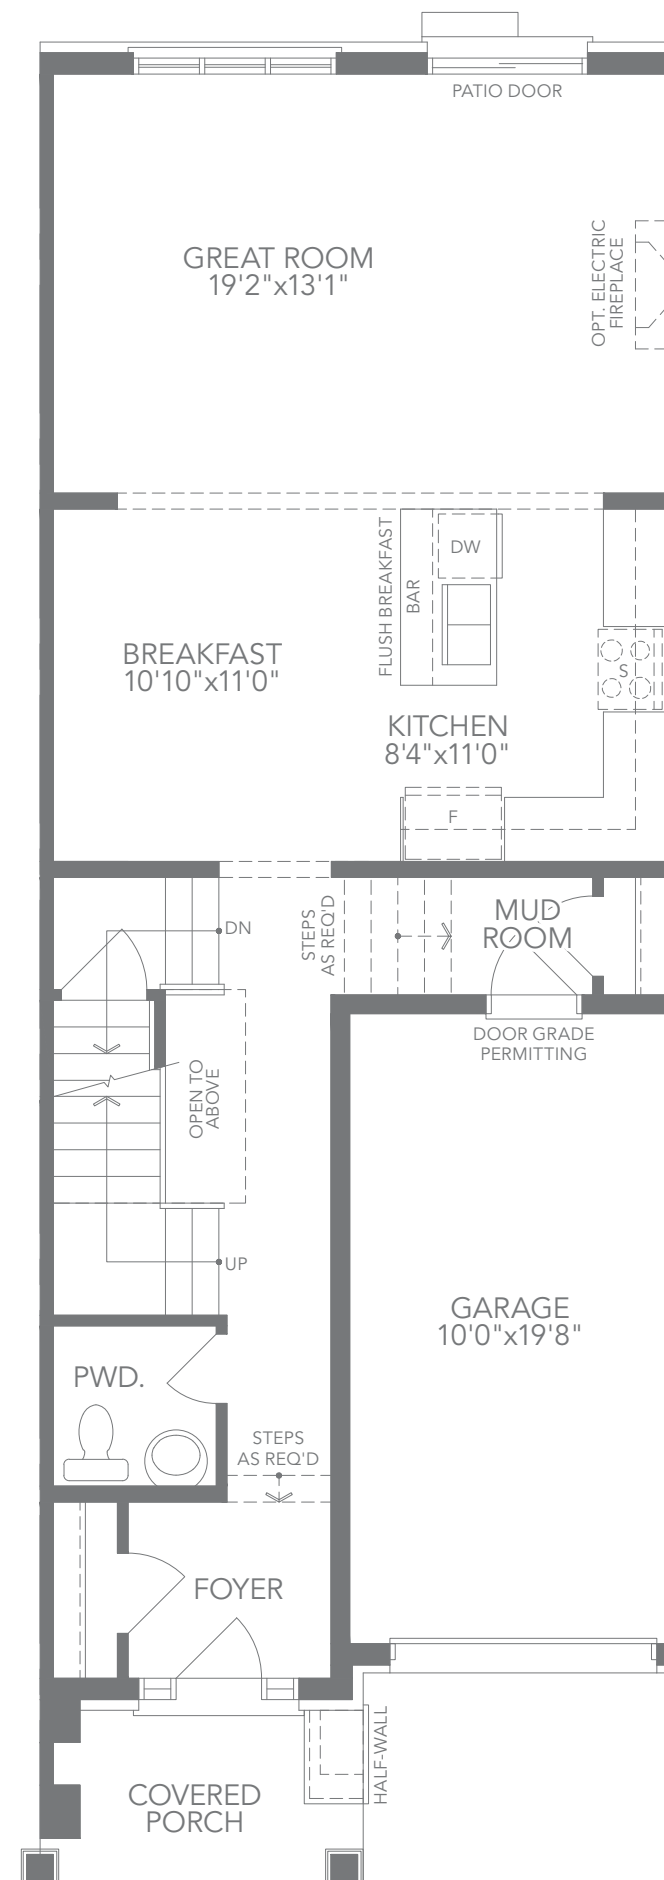 PATIO DOOR
GREAT ROOM
19'2"x13'1"
OPT. ELECTRIC
FIREPLACE
FLUSH BREAKFAST
BAR
DW
BREAKFAST
10'10"x11'0"
S
KITCHEN
8'4"x11'0"
F
DN
STEPS
AS REQ'D
MUD
ROOM
DOOR GRADE
PERMITTING
OPEN TO
ABOVE
UP
GARAGE
10'0"x19'8"
PWD.
STEPS
AS REQ'D
FOYER
HALF-WALL
COVERED
PORCH